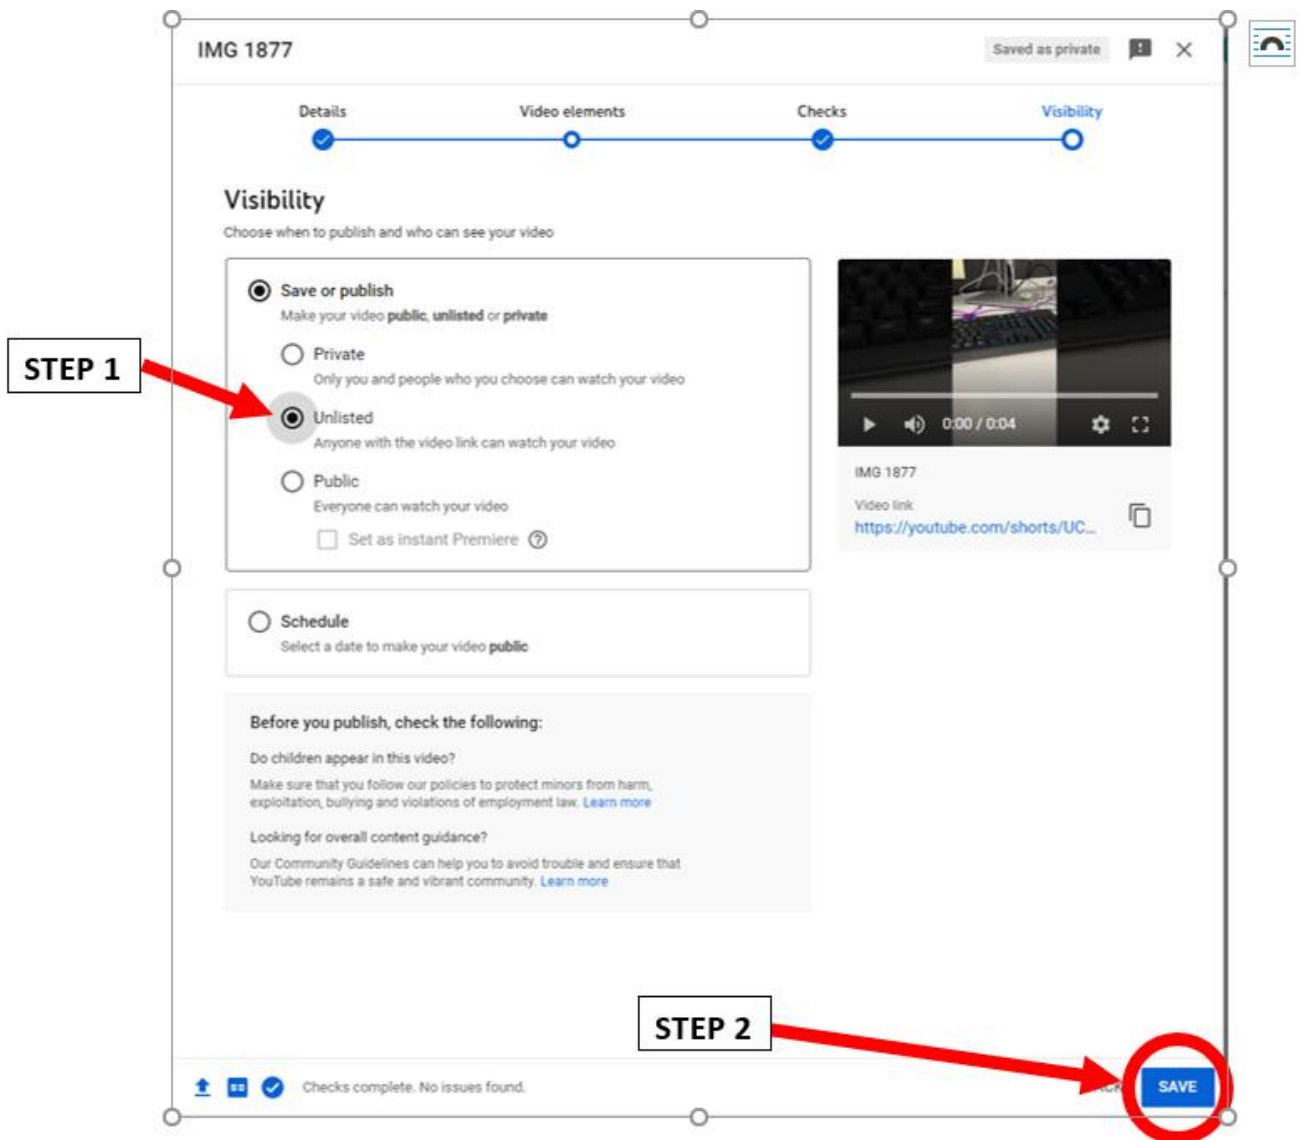 IMG 1877
Saved as private
Details
Video elements
Checks
Visibility
Visibility
Choose when to publish and who can see your video
Save or publish
Make your video public, unlisted or private
Private
Only you and people who you choose can watch your video
STEP 1
Unlisted
Anyone with the video link can watch your video
Public
Everyone can watch your video
Set as instant Premiere
0:00 / 0:04
IMG 1877
Video link
https://youtube.com/shorts/UC...
Schedule
Select a date to make your video public
Before you publish, check the following:
Do children appear in this video?
Make sure that you follow our policies to protect minors from harm,
exploitation, bullying and violations of employment law. Learn more
Looking for overall content guidance?
Our Community Guidelines can help you to avoid trouble and ensure that
YouTube remains a safe and vibrant community. Learn more
STEP 2
Checks complete. No issues found.
SAVE